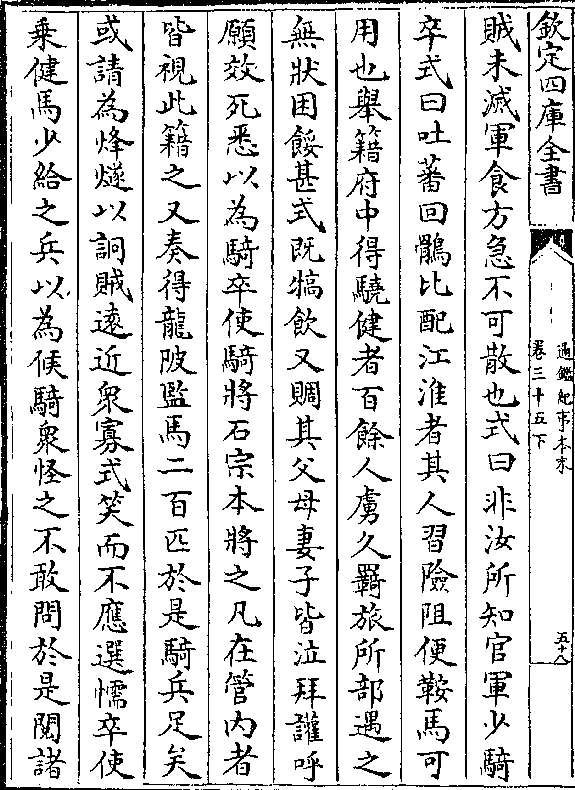 欽定四庫全書
通鑑紀事本末
卷三十五下
五十八
賊未滅軍食方急不可散也式曰非汝所知官軍少騎
卒式曰吐蕃回鶻比配江淮者其人習險阻便鞍馬可
用也舉籍府中得驍健者百餘人虜久羇旅所部遇之
無狀困餒甚式既犒飲又賙其父母妻子皆泣拜讙呼
願效死悉以為騎卒使騎將石宗本將之凡在管内者
皆視此籍之又奏得龍陂監馬二百匹於是騎兵足矣
或請為烽燧以詗賊遠近衆寡式笑而不應選懦卒使
乘健馬少給之兵以為候騎衆怪之不敢問於是閱諸